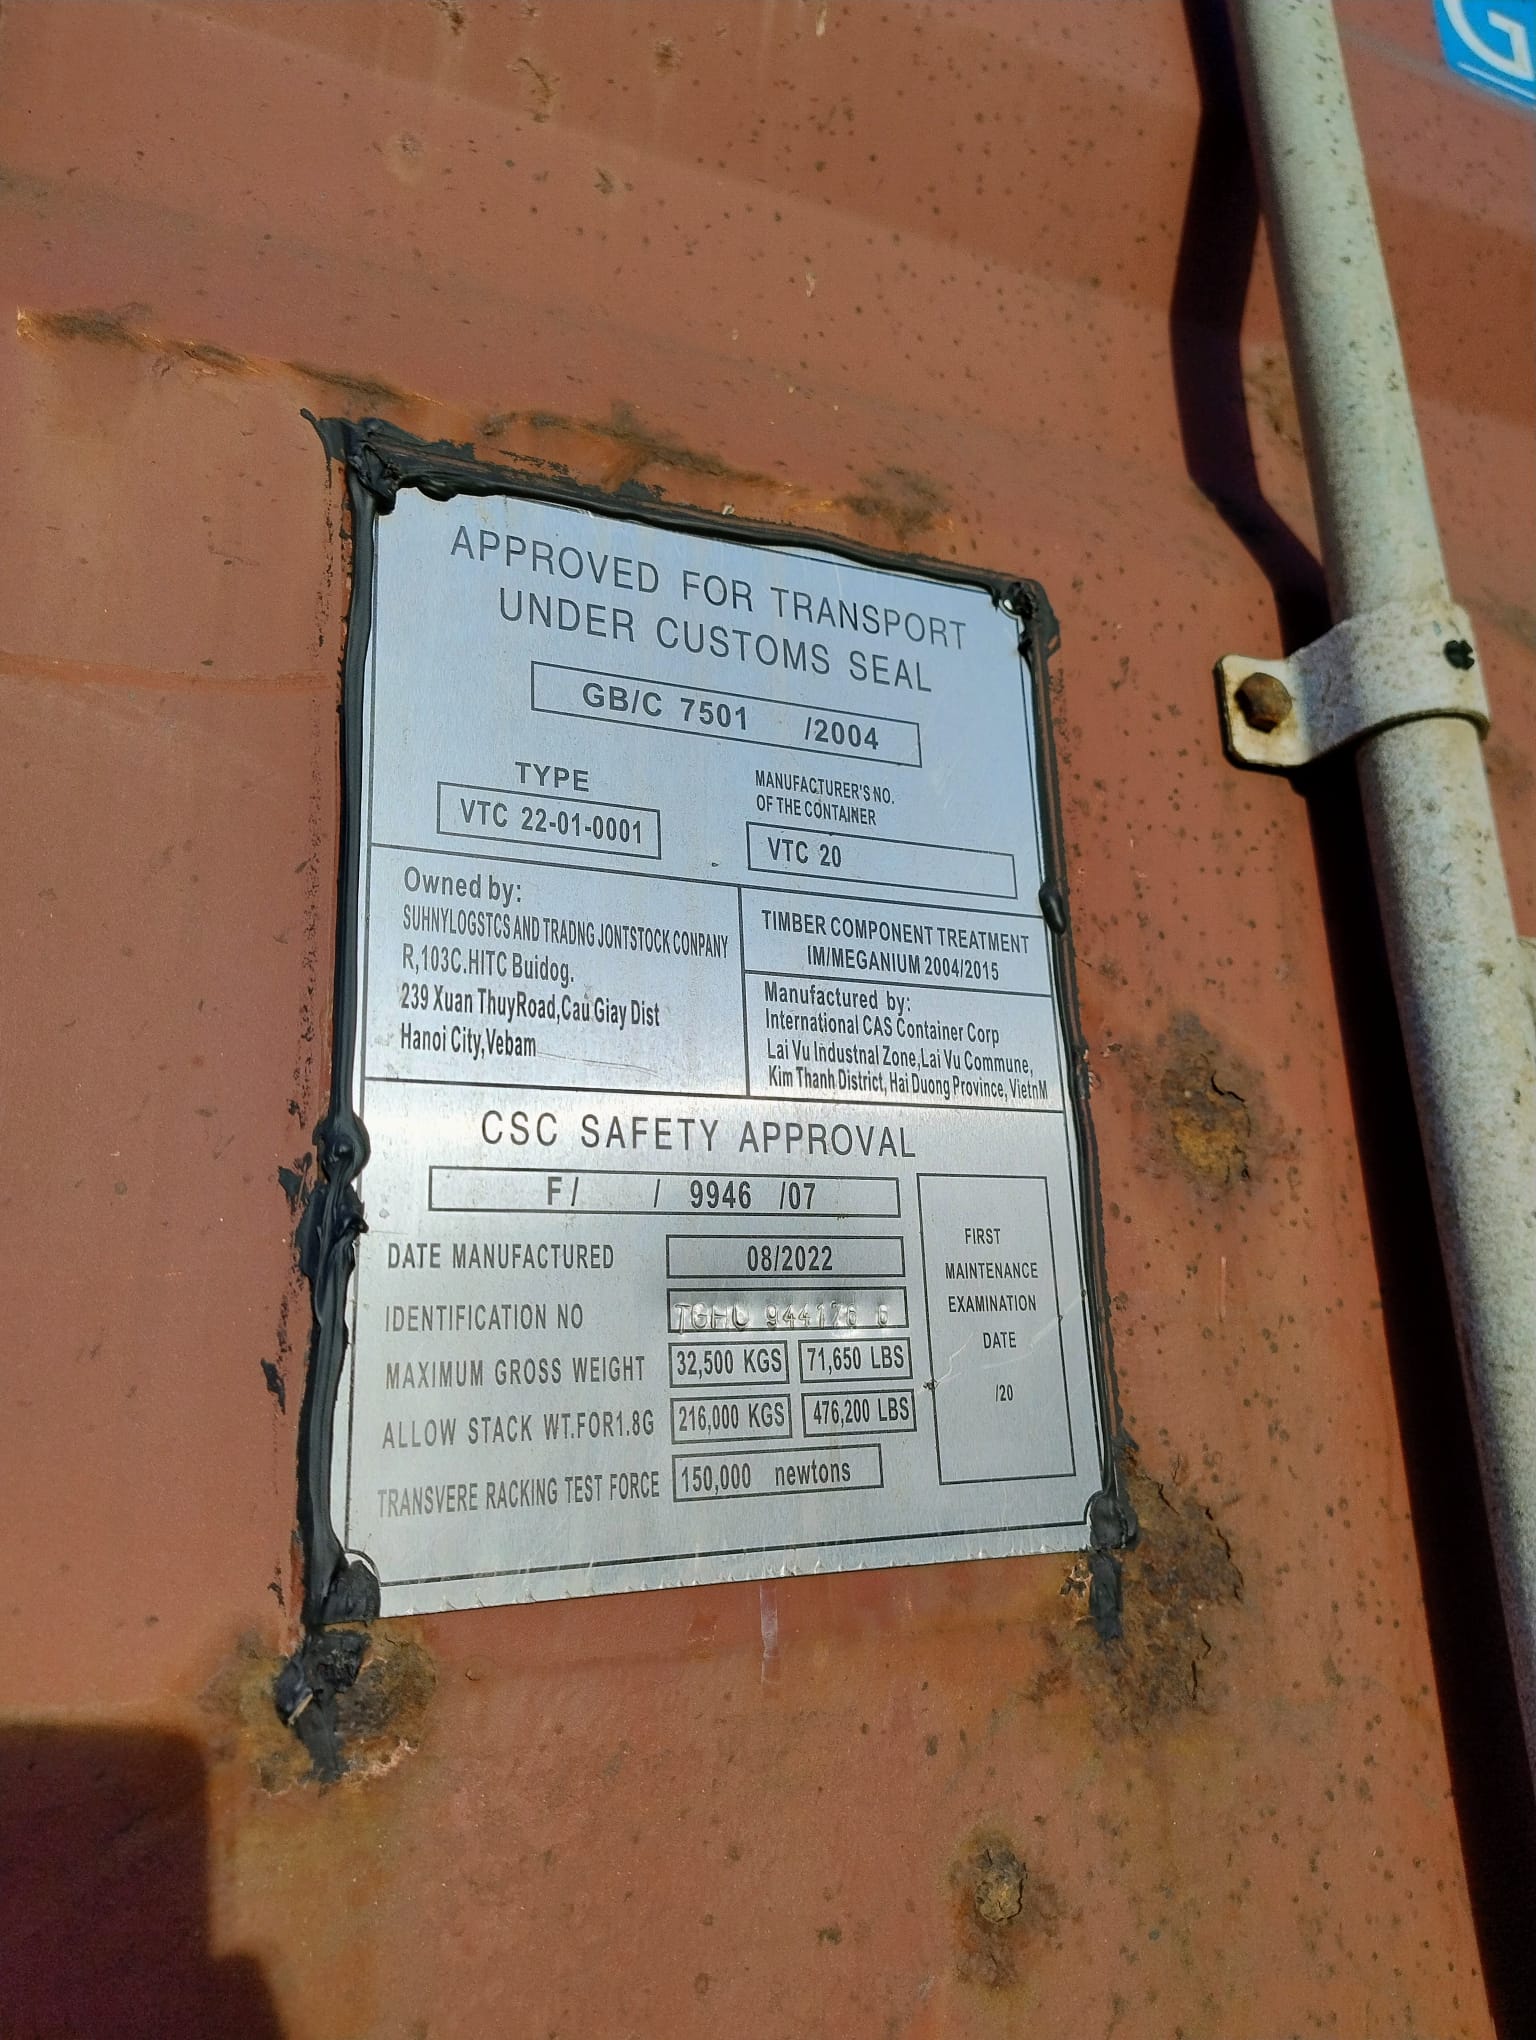 G
APPROVED FOR TRANSPORT
UNDER CUSTOMS SEAL
GB/C 7501 /2004
TYPE
VTC 22-01-0001
MANUFACTURER'S NO.
OF THE CONTAINER
VTC 20
Owned by:
SUHNYLOGSTCS AND TRADNG JONTSTOCK CONPANY
R,103C.HITC Buidog.
239 Xuan ThuyRoad,Cau Giay Dist
Hanoi City,Vebam
TIMBER COMPONENT TREATMENT
IM/MEGANIUM 2004/2015
Manufactured by:
International CAS Container Corp
Lai Vu Industnal Zone,Lai Vu Commune,
Kim Thanh District, Hai Duong Province, VietnM
CSC SAFETY APPROVAL
F/ / 9946 /07
DATE MANUFACTURED 08/2022
IDENTIFICATION NO TGHU 944176 6
MAXIMUM GROSS WEIGHT 32,500 KGS 71,650 LBS
ALLOW STACK WT.FOR1.8G 216,000 KGS 476,200 LBS
TRANSVERE RACKING TEST FORCE 150,000 newtons
FIRST
MAINTENANCE
EXAMINATION
DATE
/20